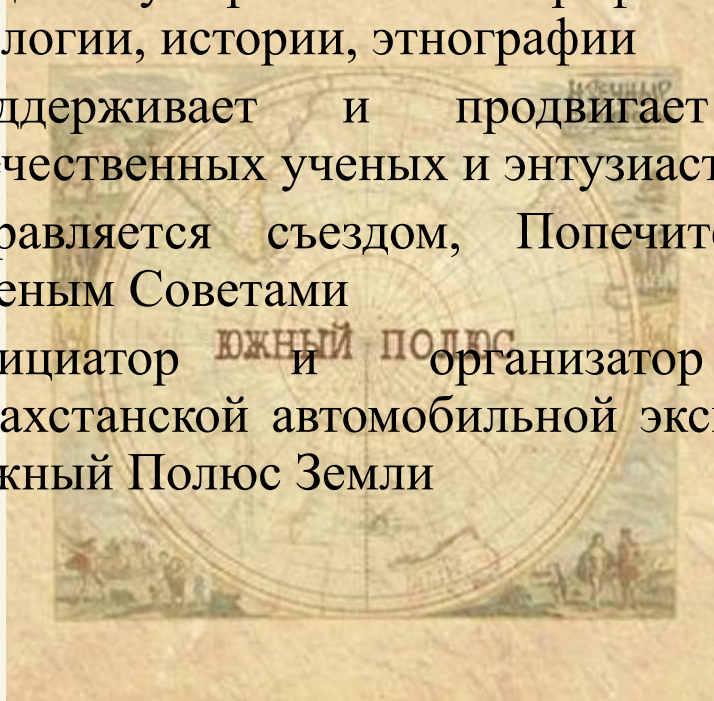 логии, истории, этнографии
ддерживает и продвигает
чественных ученых и энтузиаст
равляется съездом, Попечит
еным Советами
ЮЖНЫЙ ПОЛЮС
ициатор и организатор
ахстанской автомобильной экс
жный Полюс Земли